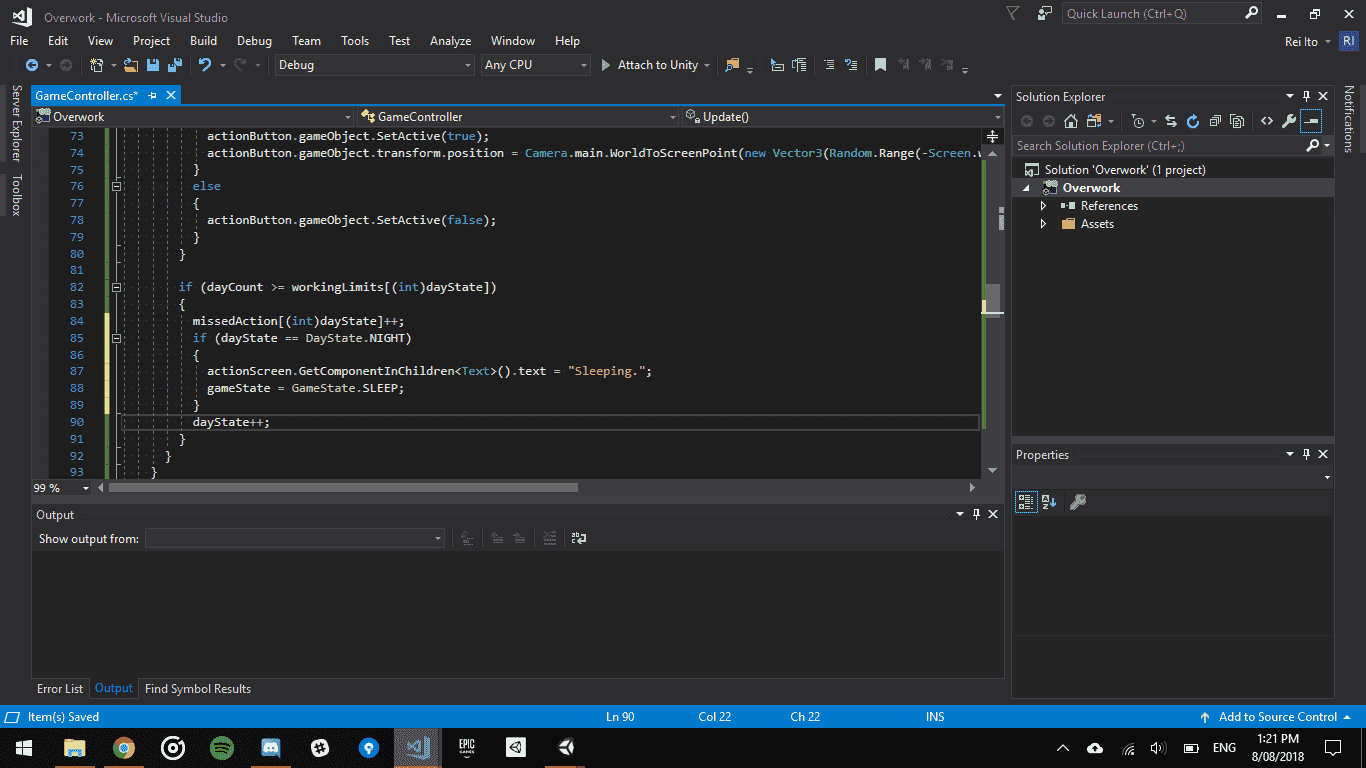 Overwork - Microsoft Visual Studio
Quick Launch (Ctrl+Q)
File Edit View Project Build Debug Team Tools Test Analyze Window Help
Rei Ito
RI
Debug
Any CPU
Attach to Unity
Server Explorer
Toolbox
Notifications
GameController.cs*
Overwork
GameController
Update()
73 actionButton.gameObject.SetActive(true);
74 actionButton.gameObject.transform.position = Camera.main.WorldToScreenPoint(new Vector3(Random.Range(-Screen.
75 }
76 else
77 {
78 actionButton.gameObject.SetActive(false);
79 }
80 }
81
82 if (dayCount >= workingLimits[(int)dayState])
83 {
84 missedAction[(int)dayState]++;
85 if (dayState == DayState.NIGHT)
86 {
87 actionScreen.GetComponentInChildren<Text>().text = "Sleeping.";
88 gameState = GameState.SLEEP;
89 }
90 dayState++;
91 }
92 }
93 }
99 %
Output
Show output from:
Error List Output Find Symbol Results
Solution Explorer
Search Solution Explorer (Ctrl+;)
Solution 'Overwork' (1 project)
Overwork
References
Assets
Properties
Item(s) Saved
Ln 90
Col 22
Ch 22
INS
Add to Source Control
EPIC
GAMES
ENG
1:21 PM
8/08/2018